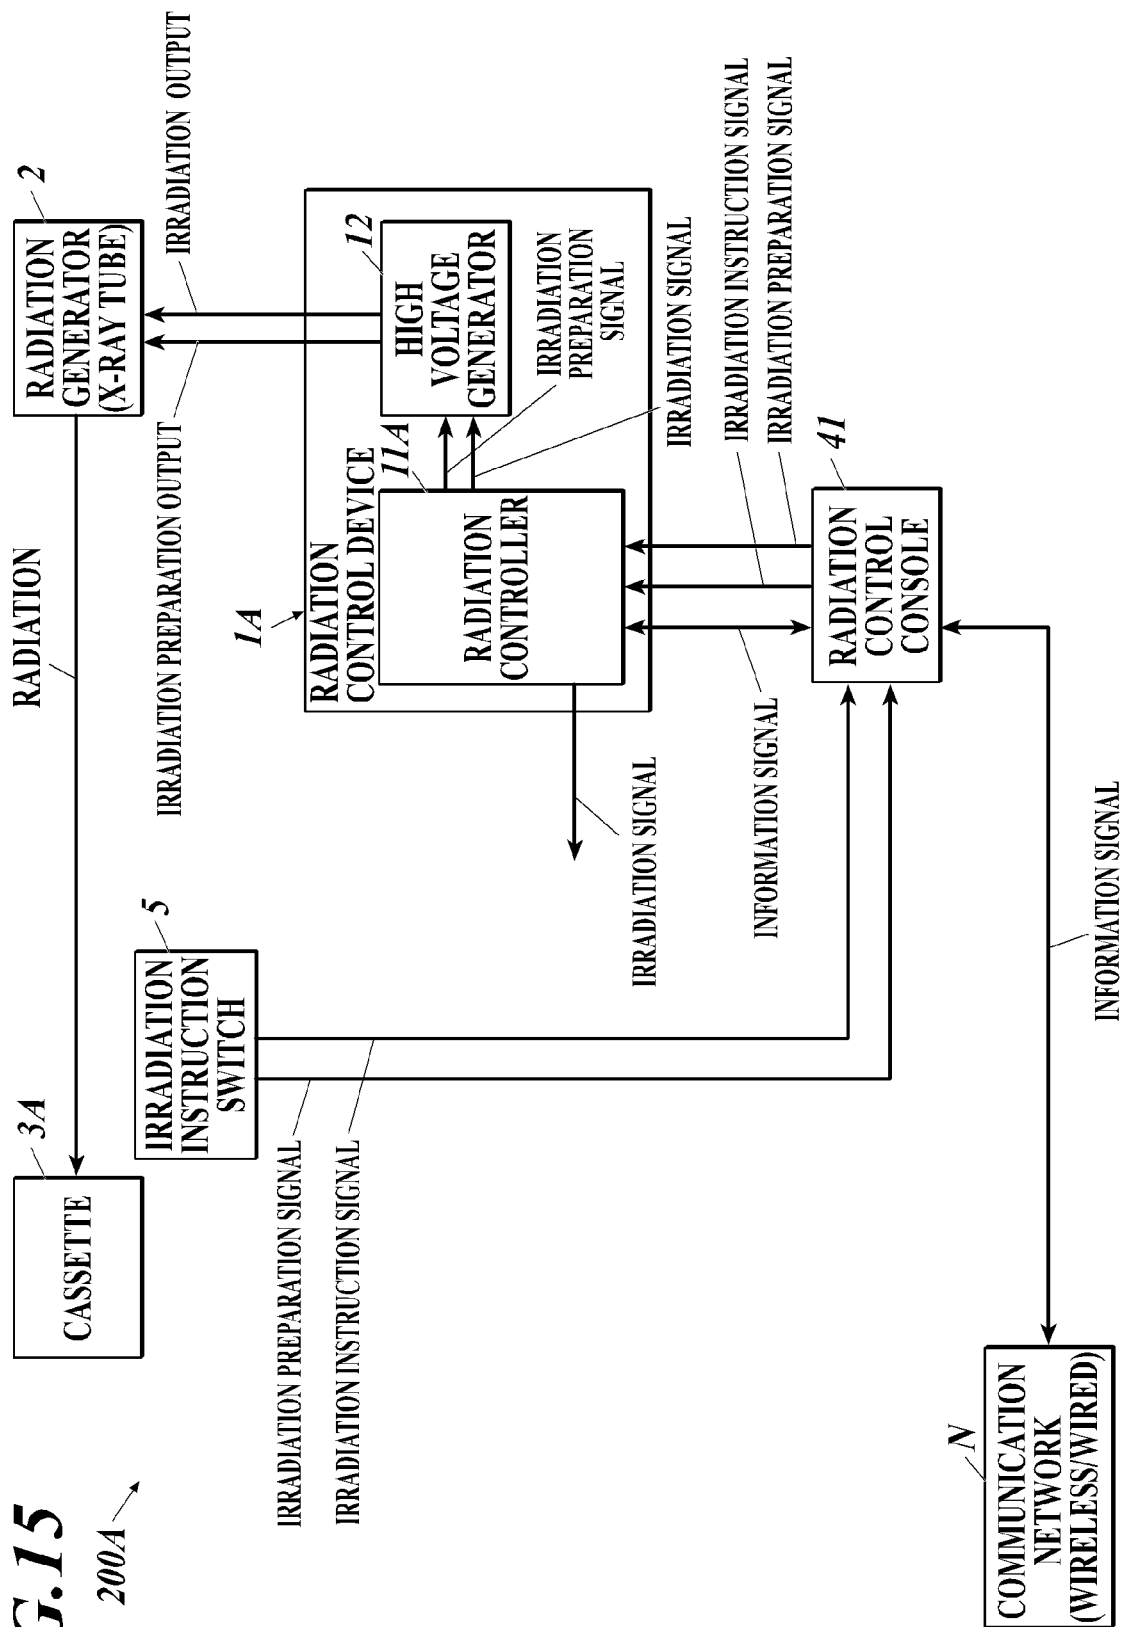 G.15
200A
CASSETTE
3A
RADIATION
RADIATION
GENERATOR
(X-RAY TUBE)
2
IRRADIATION
INSTRUCTION
SWITCH
5
IRRADIATION PREPARATION OUTPUT
IRRADIATION OUTPUT
1A
RADIATION
CONTROL DEVICE
11A
RADIATION
CONTROLLER
12
HIGH
VOLTAGE
GENERATOR
IRRADIATION
PREPARATION
SIGNAL
IRRADIATION SIGNAL
IRRADIATION PREPARATION SIGNAL
IRRADIATION INSTRUCTION SIGNAL
IRRADIATION SIGNAL
INFORMATION SIGNAL
IRRADIATION INSTRUCTION SIGNAL
IRRADIATION PREPARATION SIGNAL
41
RADIATION
CONTROL
CONSOLE
N
COMMUNICATION
NETWORK
(WIRELESS/WIRED)
INFORMATION SIGNAL